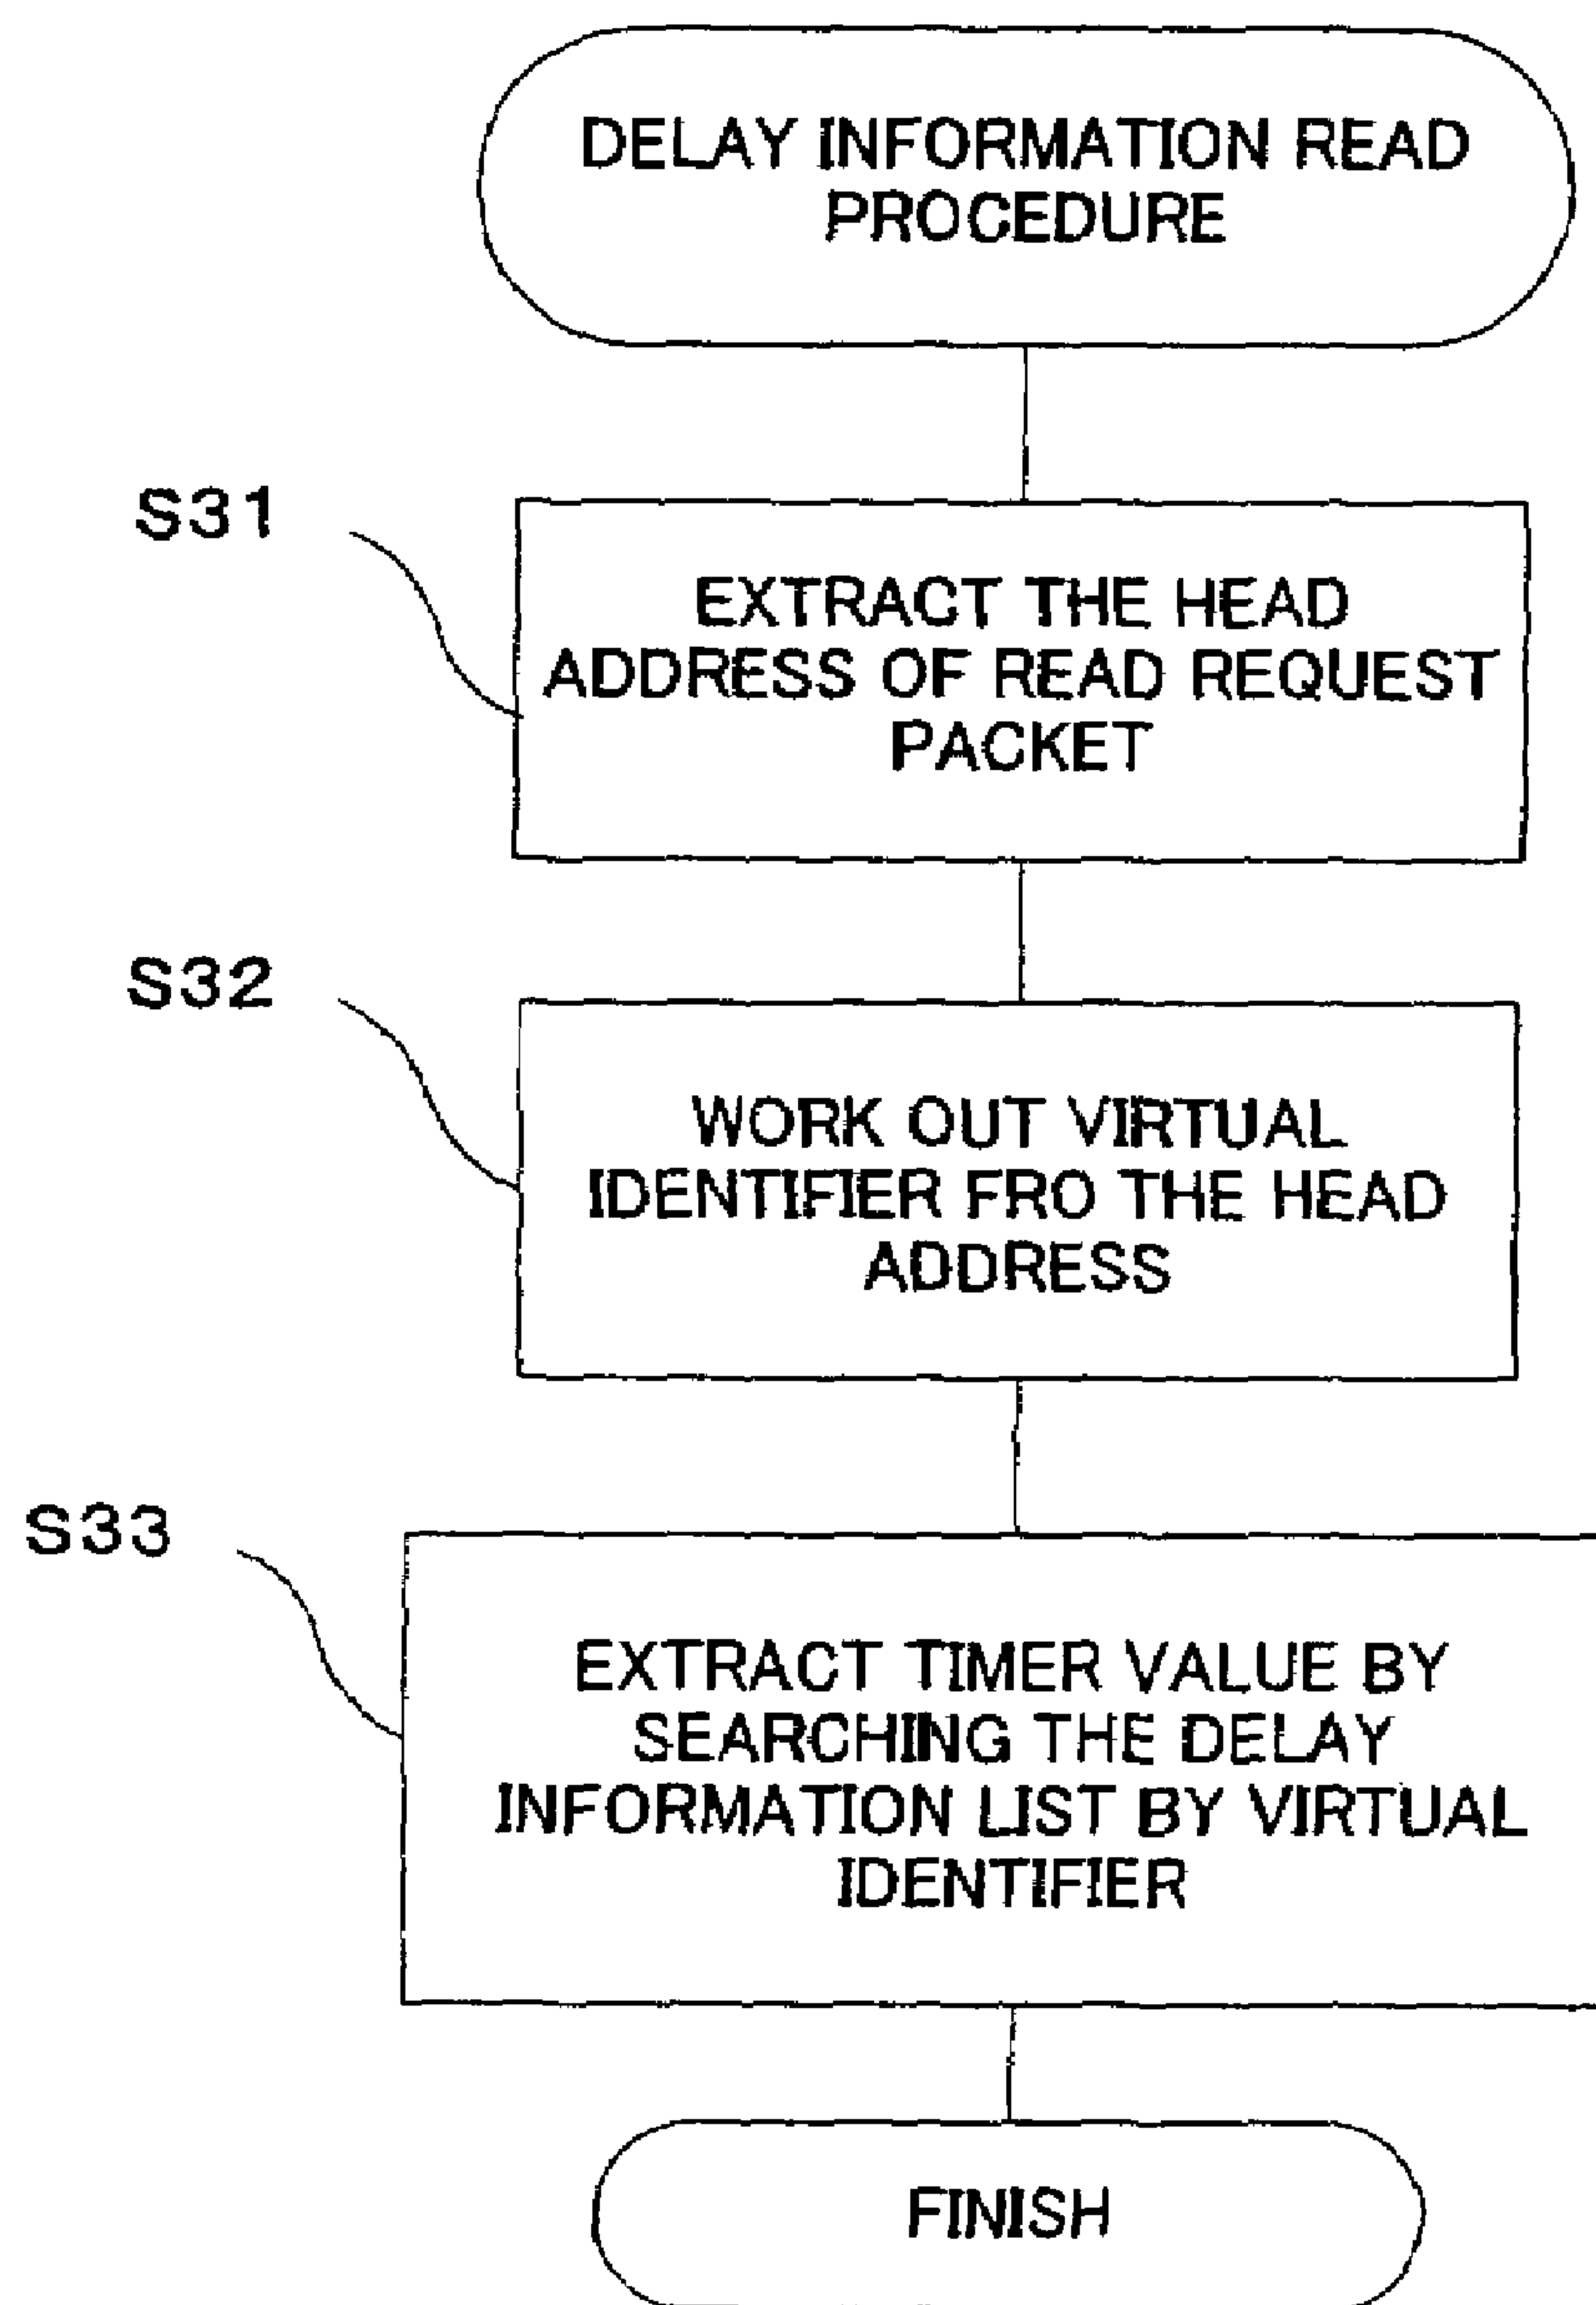 DELAY INFORMATION READ
PROCEDURE
S31
EXTRACT THE HEAD
ADDRESS OF READ REQUEST
PACKET
S32
WORK OUT VIRTUAL
IDENTIFIER FRO THE HEAD
ADDRESS
S33
EXTRACT TIMER VALUE BY
SEARCHING THE DELAY
INFORMATION LIST BY VIRTUAL
IDENTIFIER
FINISH